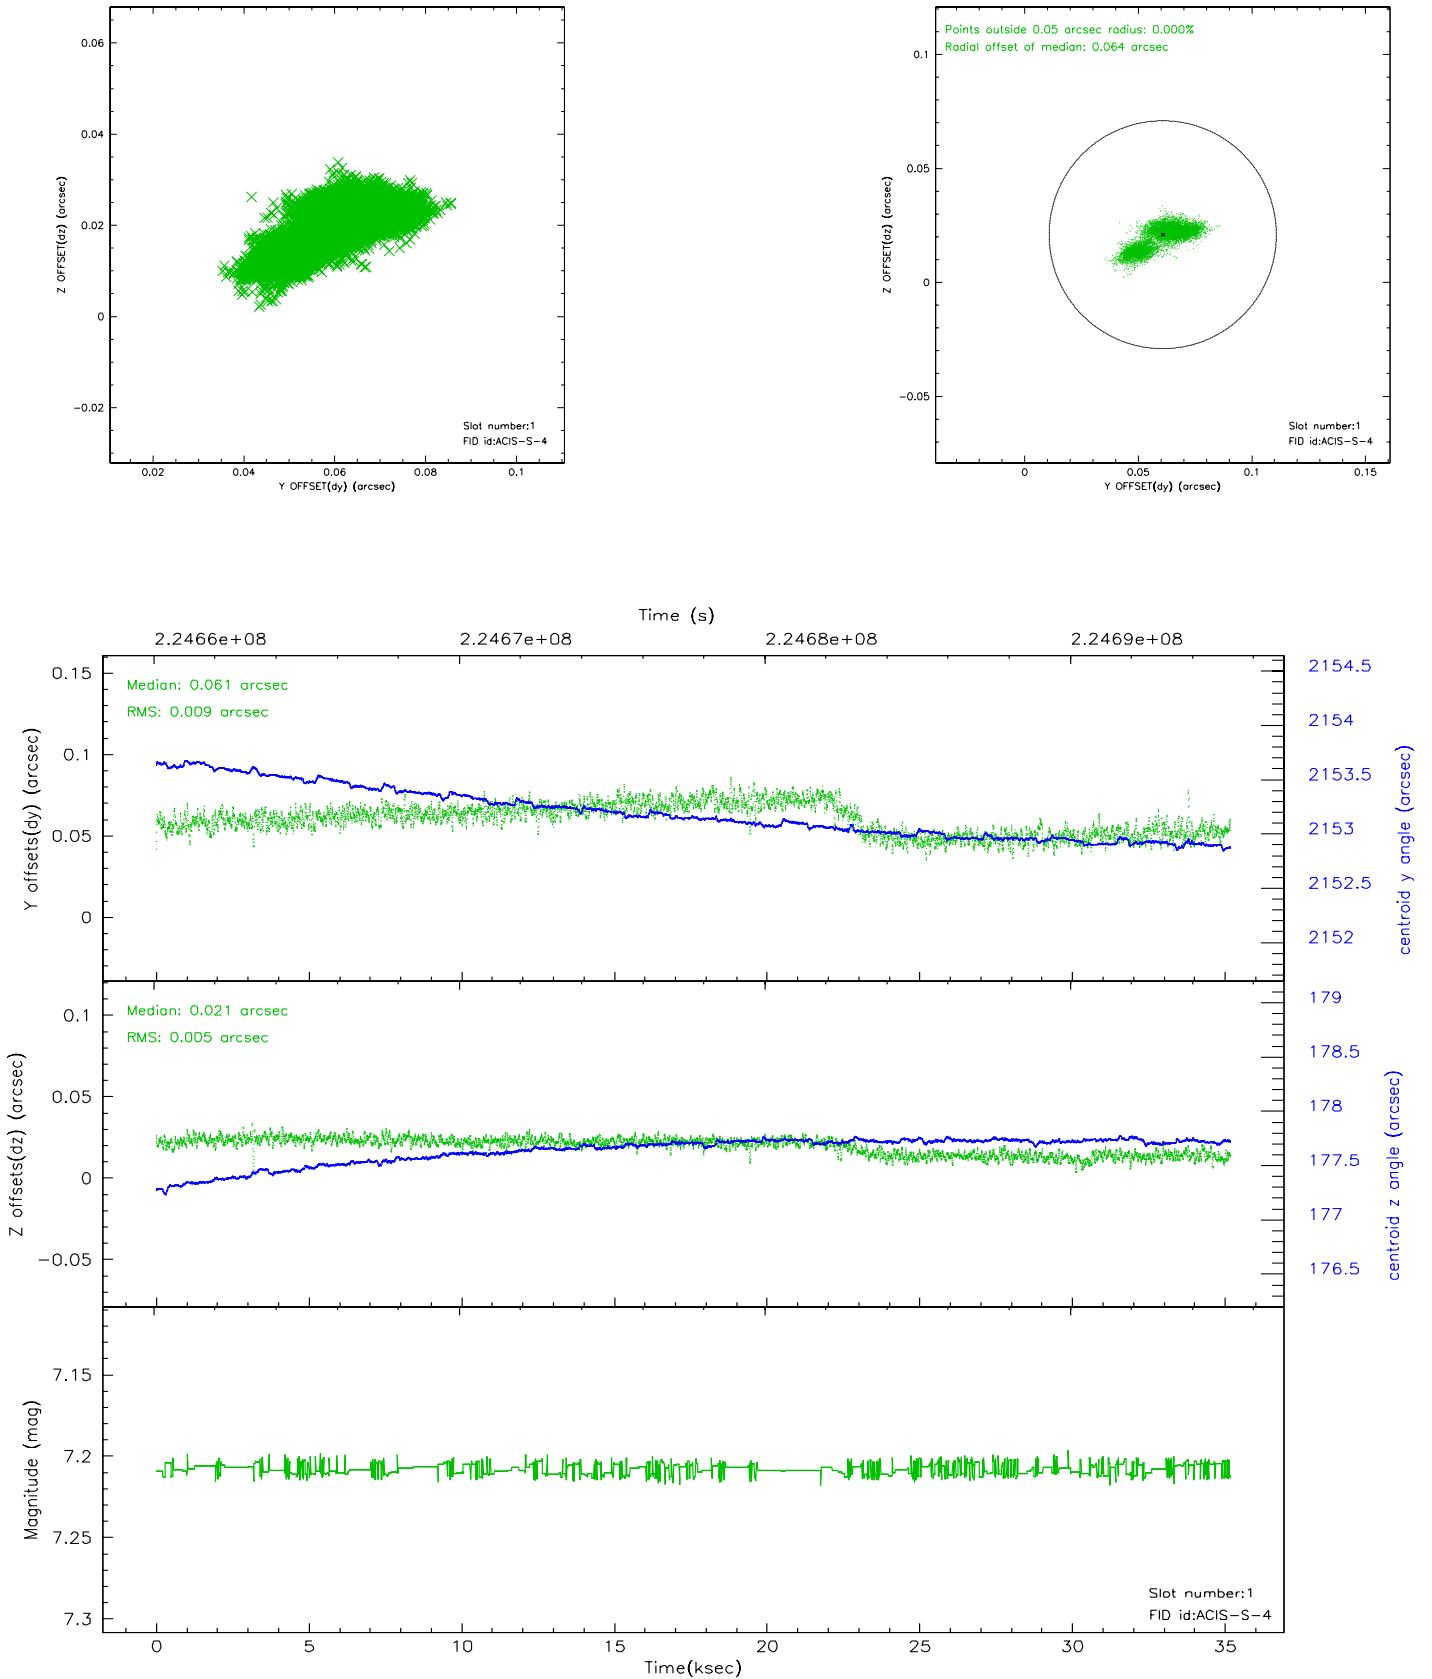 0.06
0.04
0.02
0
−0.02
Z OFFSET(dz) (arcsec)
Slot number:1
FID id:ACIS−S−4
0.02 0.04 0.06 0.08 0.1
Y OFFSET(dy) (arcsec)
Points outside 0.05 arcsec radius: 0.000%
Radial offset of median: 0.064 arcsec
0.1
0.05
0
−0.05
Z OFFSET(dz) (arcsec)
Slot number:1
FID id:ACIS−S−4
0 0.05 0.1 0.15
Y OFFSET(dy) (arcsec)
Time (s)
2.2466e+08 2.2467e+08 2.2468e+08 2.2469e+08
Median: 0.061 arcsec
RMS: 0.009 arcsec
0.15
0.1
0.05
0
Y offsets(dy) (arcsec)
2154.5
2154
2153.5
2153
2152.5
2152
centroid y angle (arcsec)
Median: 0.021 arcsec
RMS: 0.005 arcsec
0.1
0.05
0
−0.05
Z offsets(dz) (arcsec)
179
178.5
178
177.5
177
176.5
centroid z angle (arcsec)
7.15
7.2
7.25
7.3
Magnitude (mag)
Slot number:1
FID id:ACIS−S−4
0 5 10 15 20 25 30 35
Time(ksec)